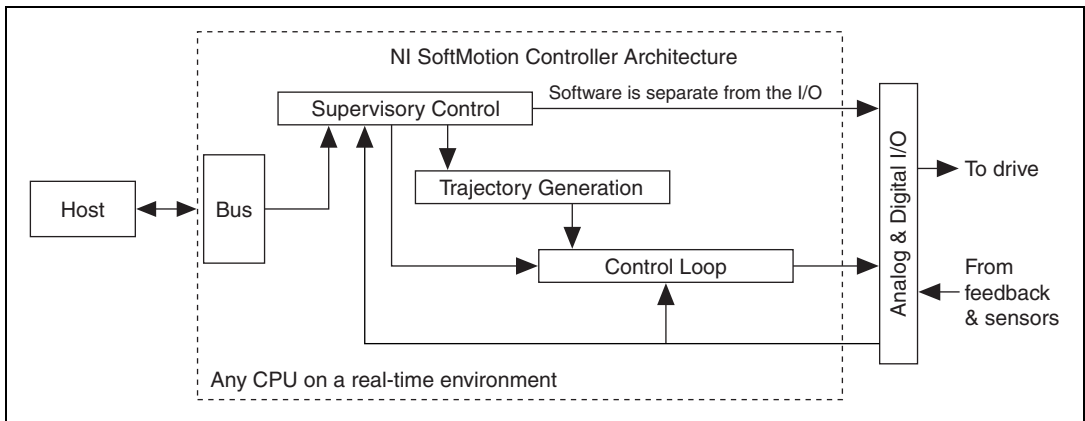 NI SoftMotion Controller Architecture
Software is separate from the I/O
Supervisory Control
Trajectory Generation
Host
Bus
Control Loop
Analog & Digital I/O
To drive
From
feedback
& sensors
Any CPU on a real-time environment